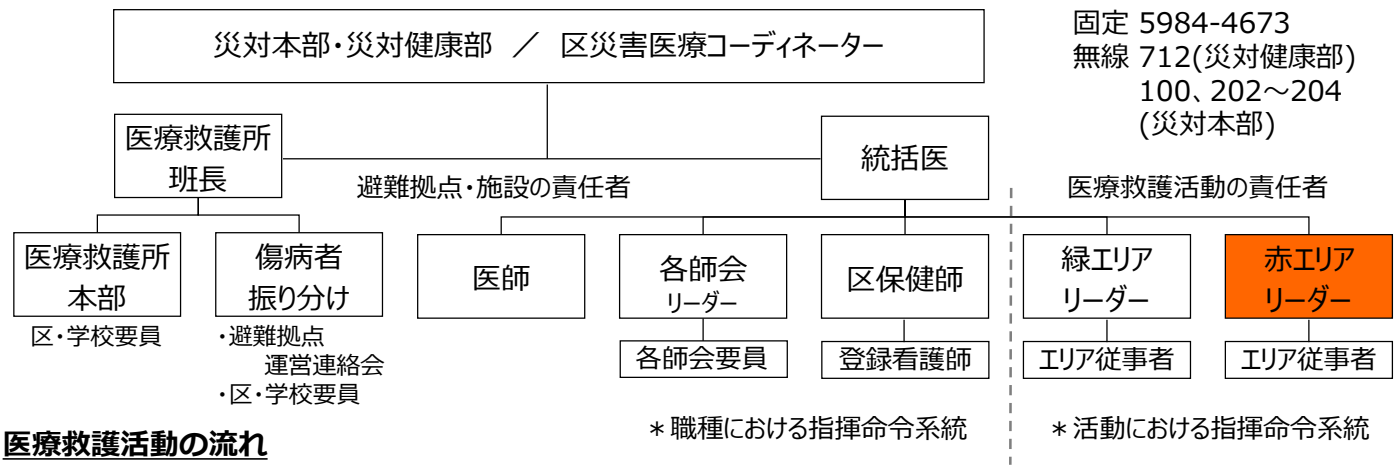 災対本部・災対健康部 ／ 区災害医療コーディネーター
固定 5984-4673
無線 712(災対健康部)
100、202～204
(災対本部)
医療救護所
班長
統括医
避難拠点・施設の責任者
医療救護活動の責任者
医療救護所
本部
傷病者
振り分け
医師
各師会
リーダー
区保健師
緑エリア
リーダー
赤エリア
リーダー
区・学校要員
・避難拠点
運営連絡会
・区・学校要員
各師会要員
登録看護師
エリア従事者
エリア従事者
＊職種における指揮命令系統
＊活動における指揮命令系統
医療救護活動の流れ